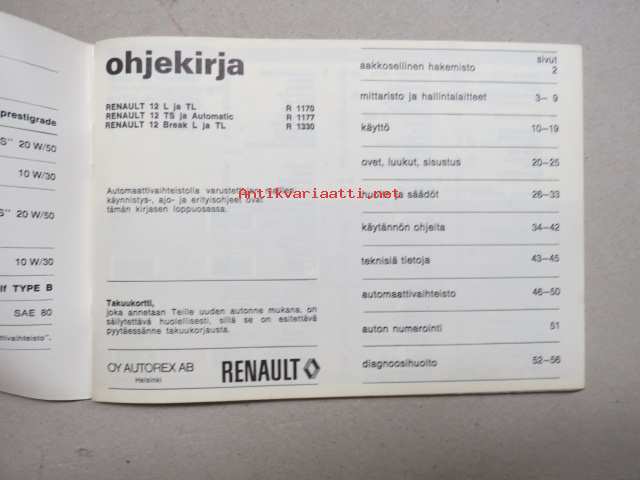 prestigrade
S" 20 W/50
10 W/30
S" 20 W/50
10 W/30
lf TYPE B
SAE 80
ohjekirja
RENAULT 12 L ja TL R 1170
RENAULT 12 TS ja Automatic R 1177
RENAULT 12 Break L ja TL R 1330
Automaattivaihteistolla
käynnistys-, ajo- ja erityisohjeet ovat
tämän kirjasen loppuosassa.
Antikvariaatti.net
Takuukortti,
joka annetaan Teille uuden autonne mukana, on
säilytettävä huolellisesti, sillä se on esitettävä
pyytäessänne takuukorjausta.
OY AUTOREX AB
Helsinki
RENAULT
sivut
aakkosellinen hakemisto 2
mittaristo ja hallintalaitteet 3–9
käyttö 10–19
ovet, luukut, sisustus 20–25
huolto ja säädöt 26–33
käytännön ohjeita 34–42
teknisiä tietoja 43–45
automaattivaihteisto 46–50
auton numerointi 51
diagnoosihuolto 52–56